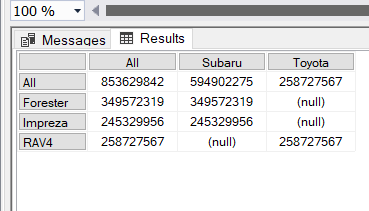 100 %
Messages Results
All Subaru Toyota
All 853629842 594902275 258727567
Forester 349572319 349572319 (null)
Impreza 245329956 245329956 (null)
RAV4 258727567 (null) 258727567